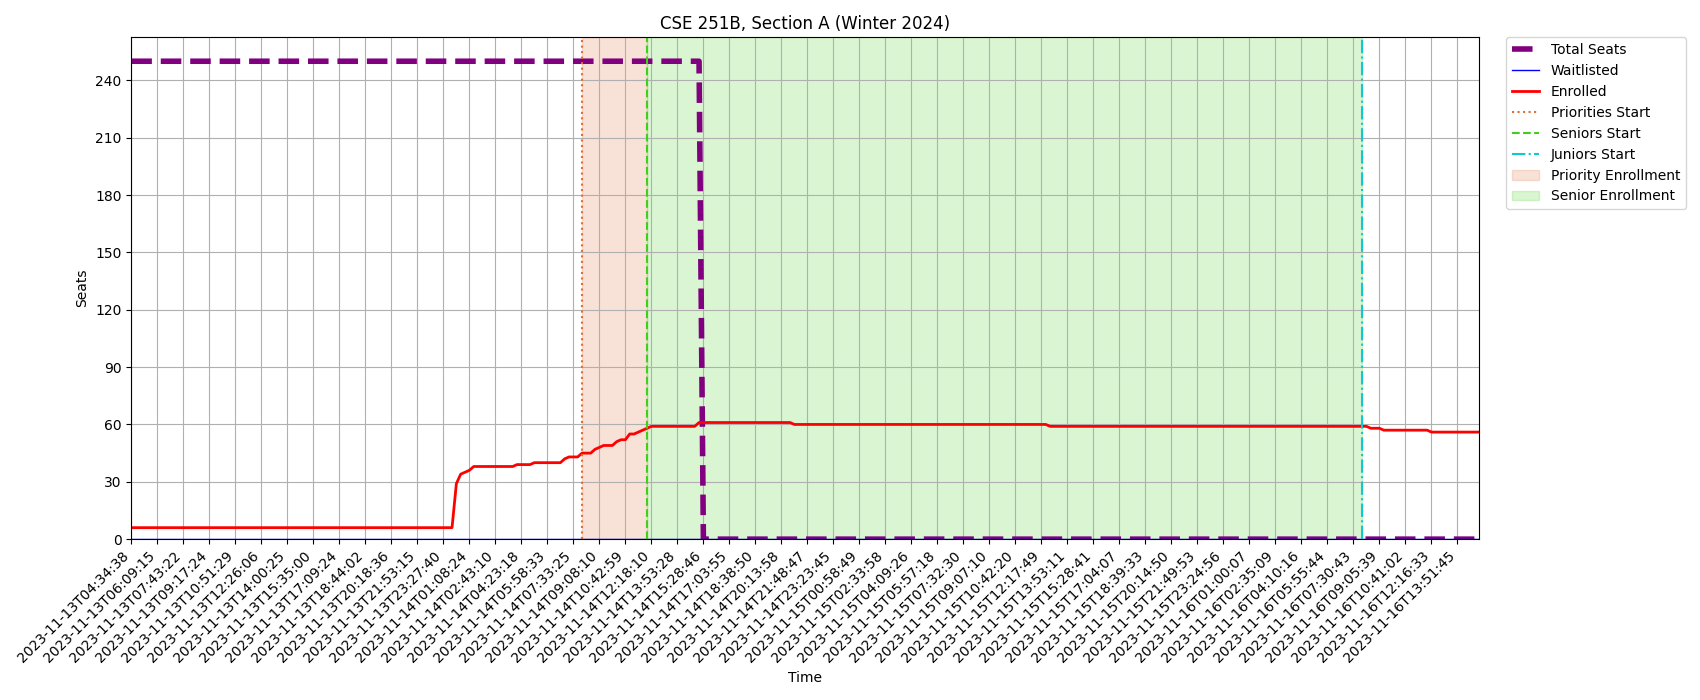 CSE 251B, Section A (Winter 2024)
Total Seats
Waitlisted
Enrolled
Priorities Start
Seniors Start
Juniors Start
Priority Enrollment
Senior Enrollment
Seats
240
210
180
150
120
90
60
30
0
2023-11-13T04:34:38
2023-11-13T06:09:15
2023-11-13T07:43:22
2023-11-13T09:17:24
2023-11-13T10:51:29
2023-11-13T12:26:06
2023-11-13T14:00:25
2023-11-13T15:35:00
2023-11-13T17:09:24
2023-11-13T18:44:02
2023-11-13T20:18:36
2023-11-13T21:53:15
2023-11-13T23:27:40
2023-11-14T01:08:24
2023-11-14T02:43:10
2023-11-14T04:23:18
2023-11-14T05:58:33
2023-11-14T07:33:25
2023-11-14T09:08:10
2023-11-14T10:42:59
2023-11-14T12:18:10
2023-11-14T13:53:28
2023-11-14T15:28:46
2023-11-14T17:03:55
2023-11-14T18:38:50
2023-11-14T20:13:58
2023-11-14T21:48:47
2023-11-14T23:23:45
2023-11-15T00:58:49
2023-11-15T02:33:58
2023-11-15T04:09:26
2023-11-15T05:57:18
2023-11-15T07:32:30
2023-11-15T09:07:10
2023-11-15T10:42:20
2023-11-15T12:17:49
2023-11-15T13:53:11
2023-11-15T15:28:41
2023-11-15T17:04:07
2023-11-15T18:39:33
2023-11-15T20:14:50
2023-11-15T21:49:53
2023-11-15T23:24:56
2023-11-16T01:00:07
2023-11-16T02:35:09
2023-11-16T04:10:16
2023-11-16T05:55:44
2023-11-16T07:30:43
2023-11-16T09:05:39
2023-11-16T10:41:02
2023-11-16T12:16:33
2023-11-16T13:51:45
Time